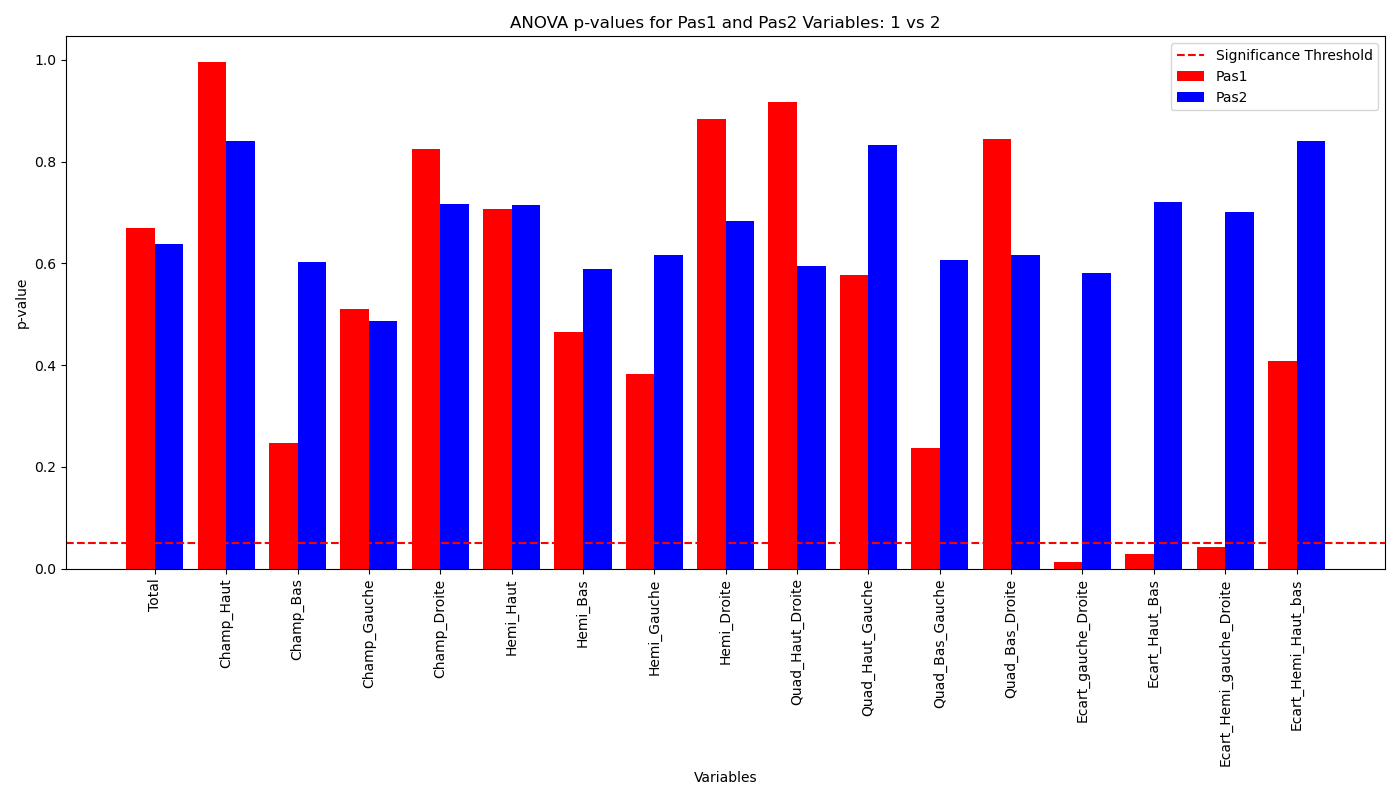 ANOVA p-values for Pas1 and Pas2 Variables: 1 vs 2
Significance Threshold
Pas1
Pas2
p-value
1.0
0.8
0.6
0.4
0.2
0.0
Total
Champ_Haut
Champ_Bas
Champ_Gauche
Champ_Droite
Hemi_Haut
Hemi_Bas
Hemi_Gauche
Hemi_Droite
Quad_Haut_Droite
Quad_Haut_Gauche
Quad_Bas_Gauche
Quad_Bas_Droite
Ecart_gauche_Droite
Ecart_Haut_Bas
Ecart_Hemi_gauche_Droite
Ecart_Hemi_Haut_bas
Variables